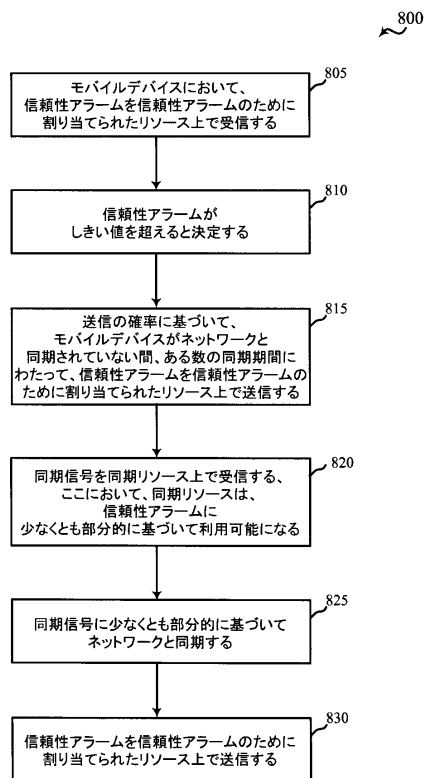 800
805
モバイルデバイスにおいて、
信頼性アラームを信頼性アラームのために
割り当てられたリソース上で受信する
810
信頼性アラームが
しきい値を超えると決定する
815
送信の確率に基づいて、
モバイルデバイスがネットワークと
同期されていない間、ある数の同期期間に
わたって、信頼性アラームを信頼性アラームの
ために割り当てられたリソース上で送信する
820
同期信号を同期リソース上で受信する、
ここにおいて、同期リソースは、
信頼性アラームに
少なくとも部分的に基づいて利用可能になる
825
同期信号に少なくとも部分的に基づいて
ネットワークと同期する
830
信頼性アラームを信頼性アラームのために
割り当てられたリソース上で送信する